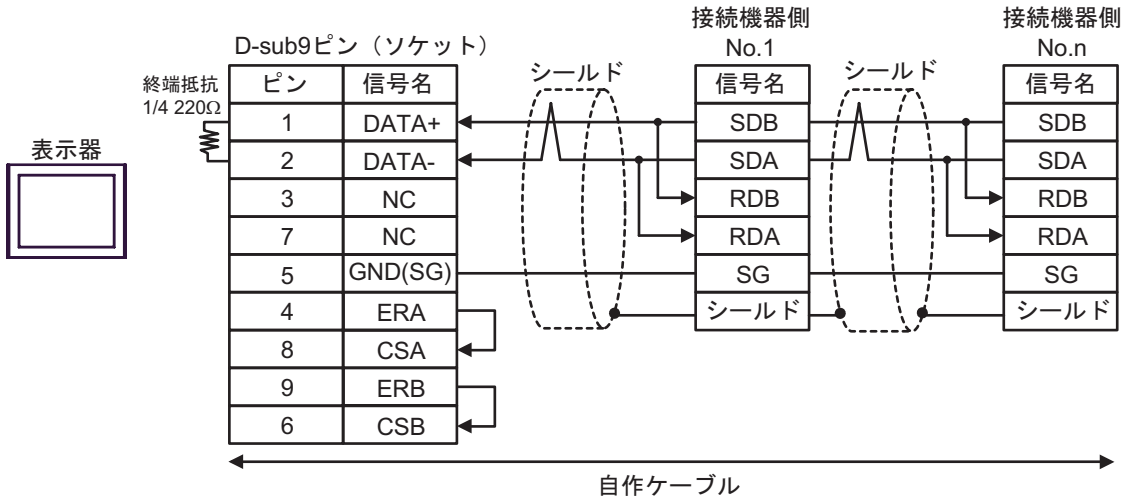 接続機器側
No.1
接続機器側
No.n
D-sub9ピン（ソケット）
終端抵抗
1/4 220Ω
表示器
シールド
シールド
ピン 信号名
1 DATA+
2 DATA-
3 NC
7 NC
5 GND(SG)
4 ERA
8 CSA
9 ERB
6 CSB
信号名
SDB
SDA
RDB
RDA
SG
シールド
信号名
SDB
SDA
RDB
RDA
SG
シールド
自作ケーブル